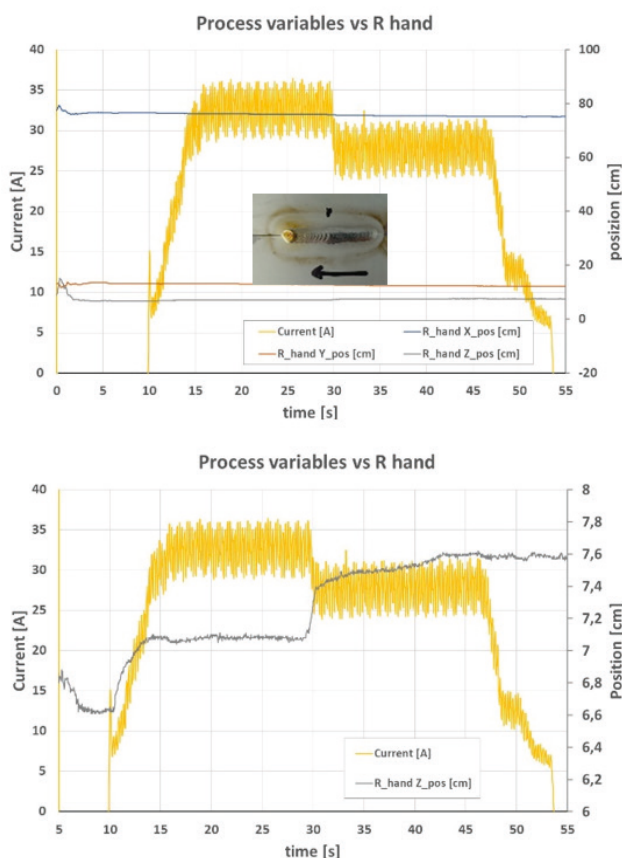 Process variables vs R hand
40
35
30
25
20
15
10
5
0
Current [A]
100
80
60
40
20
0
-20
posizion [cm]
Current [A] R_hand X_pos [cm]
R_hand Y_pos [cm] R_hand Z_pos [cm]
0 5 10 15 20 25 30 35 40 45 50 55
time [s]
Process variables vs R hand
40
35
30
25
20
15
10
5
0
Current [A]
8
7,8
7,6
7,4
7,2
7
6,8
6,6
6,4
6,2
6
Position [cm]
Current [A]
R_hand Z_pos [cm]
5 10 15 20 25 30 35 40 45 50 55
time [s]